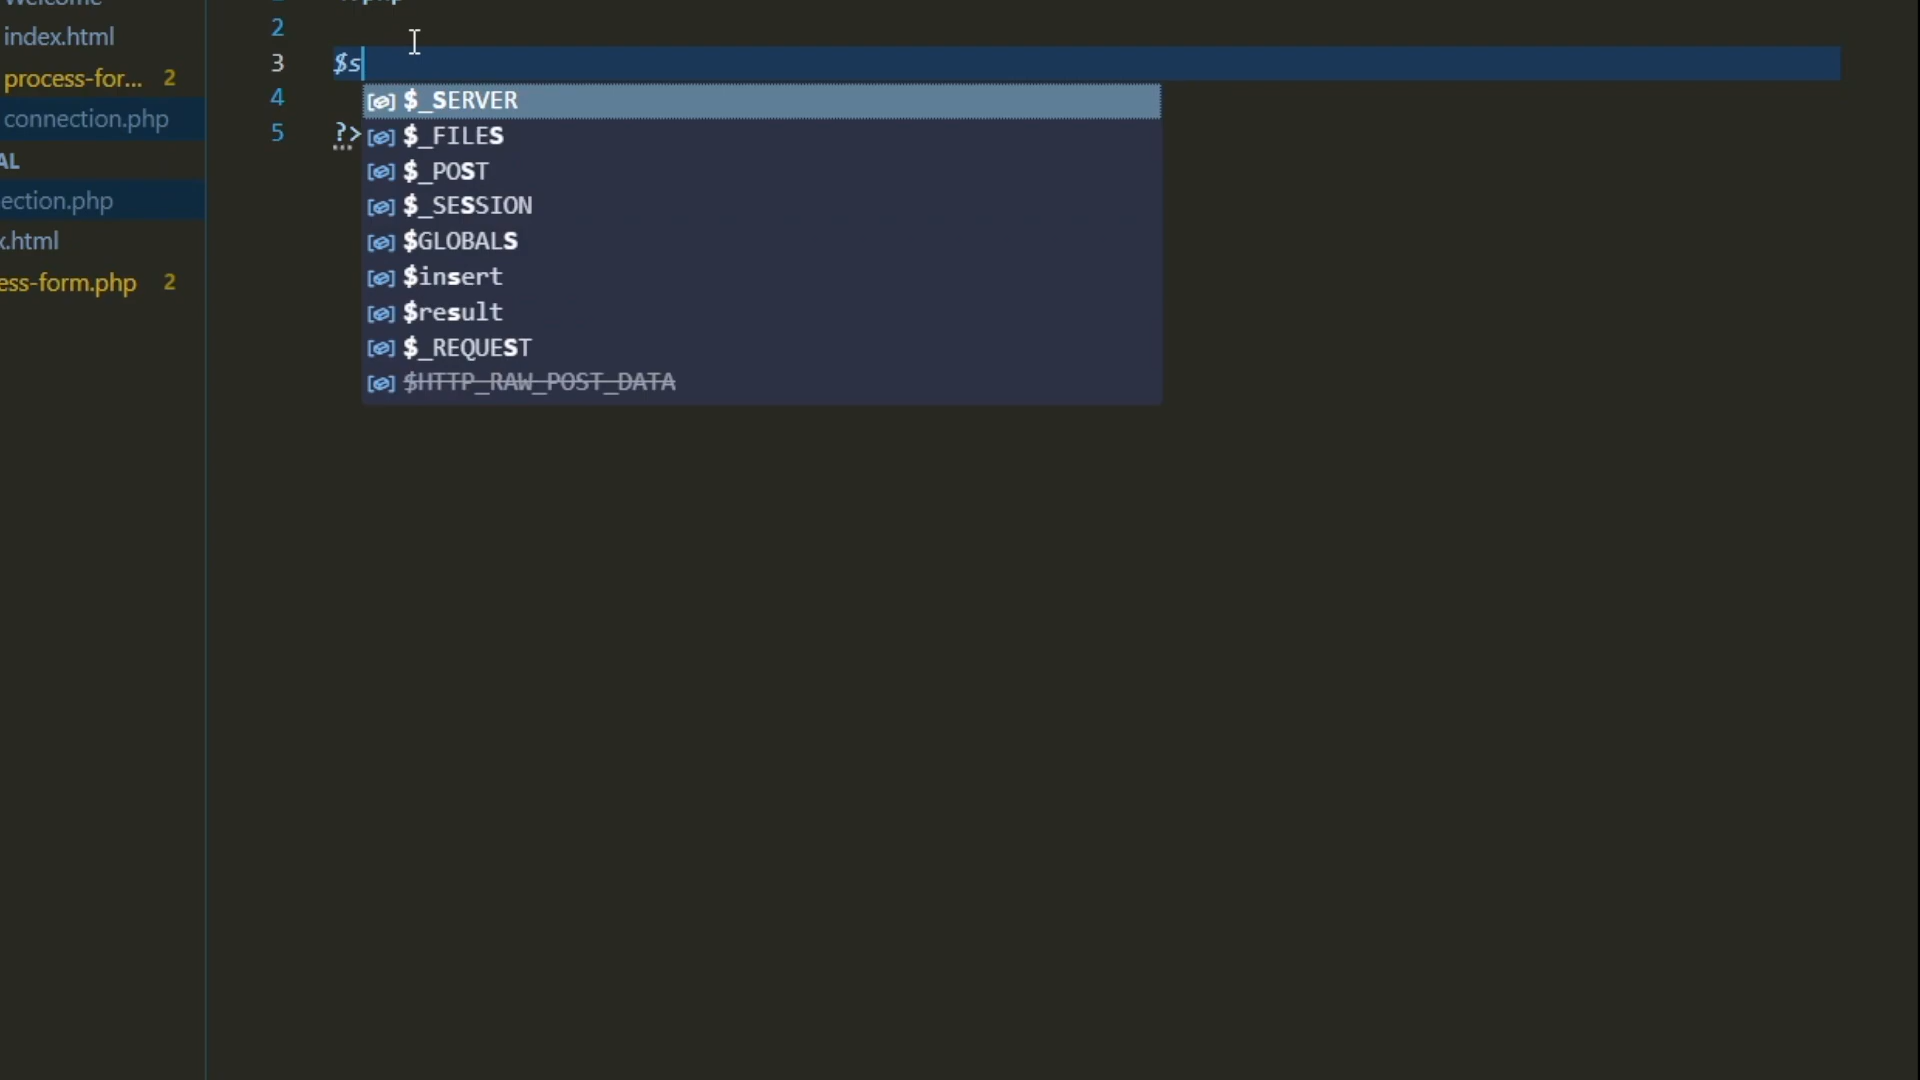 Welcome
index.html
process-for... 2
connection.php
AL
ection.php
x.html
ess-form.php 2
2
3 $s
4
5 ?>
$_SERVER
$_FILES
$_POST
$_SESSION
$GLOBALS
$insert
$result
$_REQUEST
$HTTP_RAW_POST_DATA